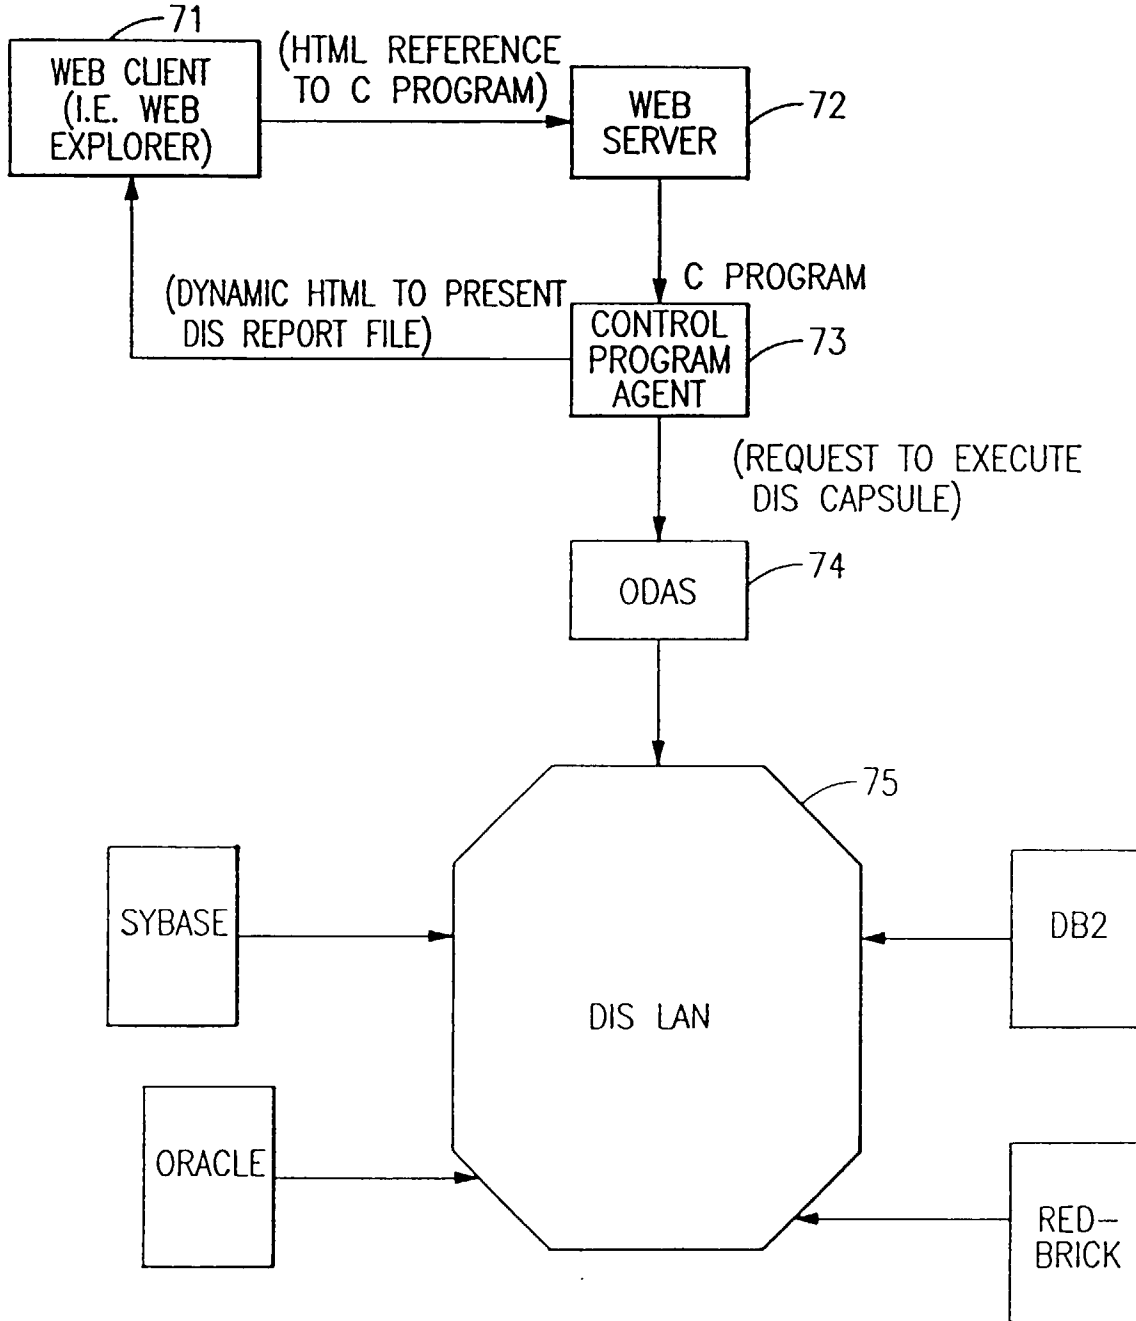 71
WEB CLIENT
(I.E. WEB
EXPLORER)
(HTML REFERENCE
TO C PROGRAM)
WEB
SERVER
72
C PROGRAM
(DYNAMIC HTML TO PRESENT
DIS REPORT FILE)
CONTROL
PROGRAM
AGENT
73
(REQUEST TO EXECUTE
DIS CAPSULE)
ODAS
74
75
SYBASE
DB2
DIS LAN
ORACLE
RED-
BRICK